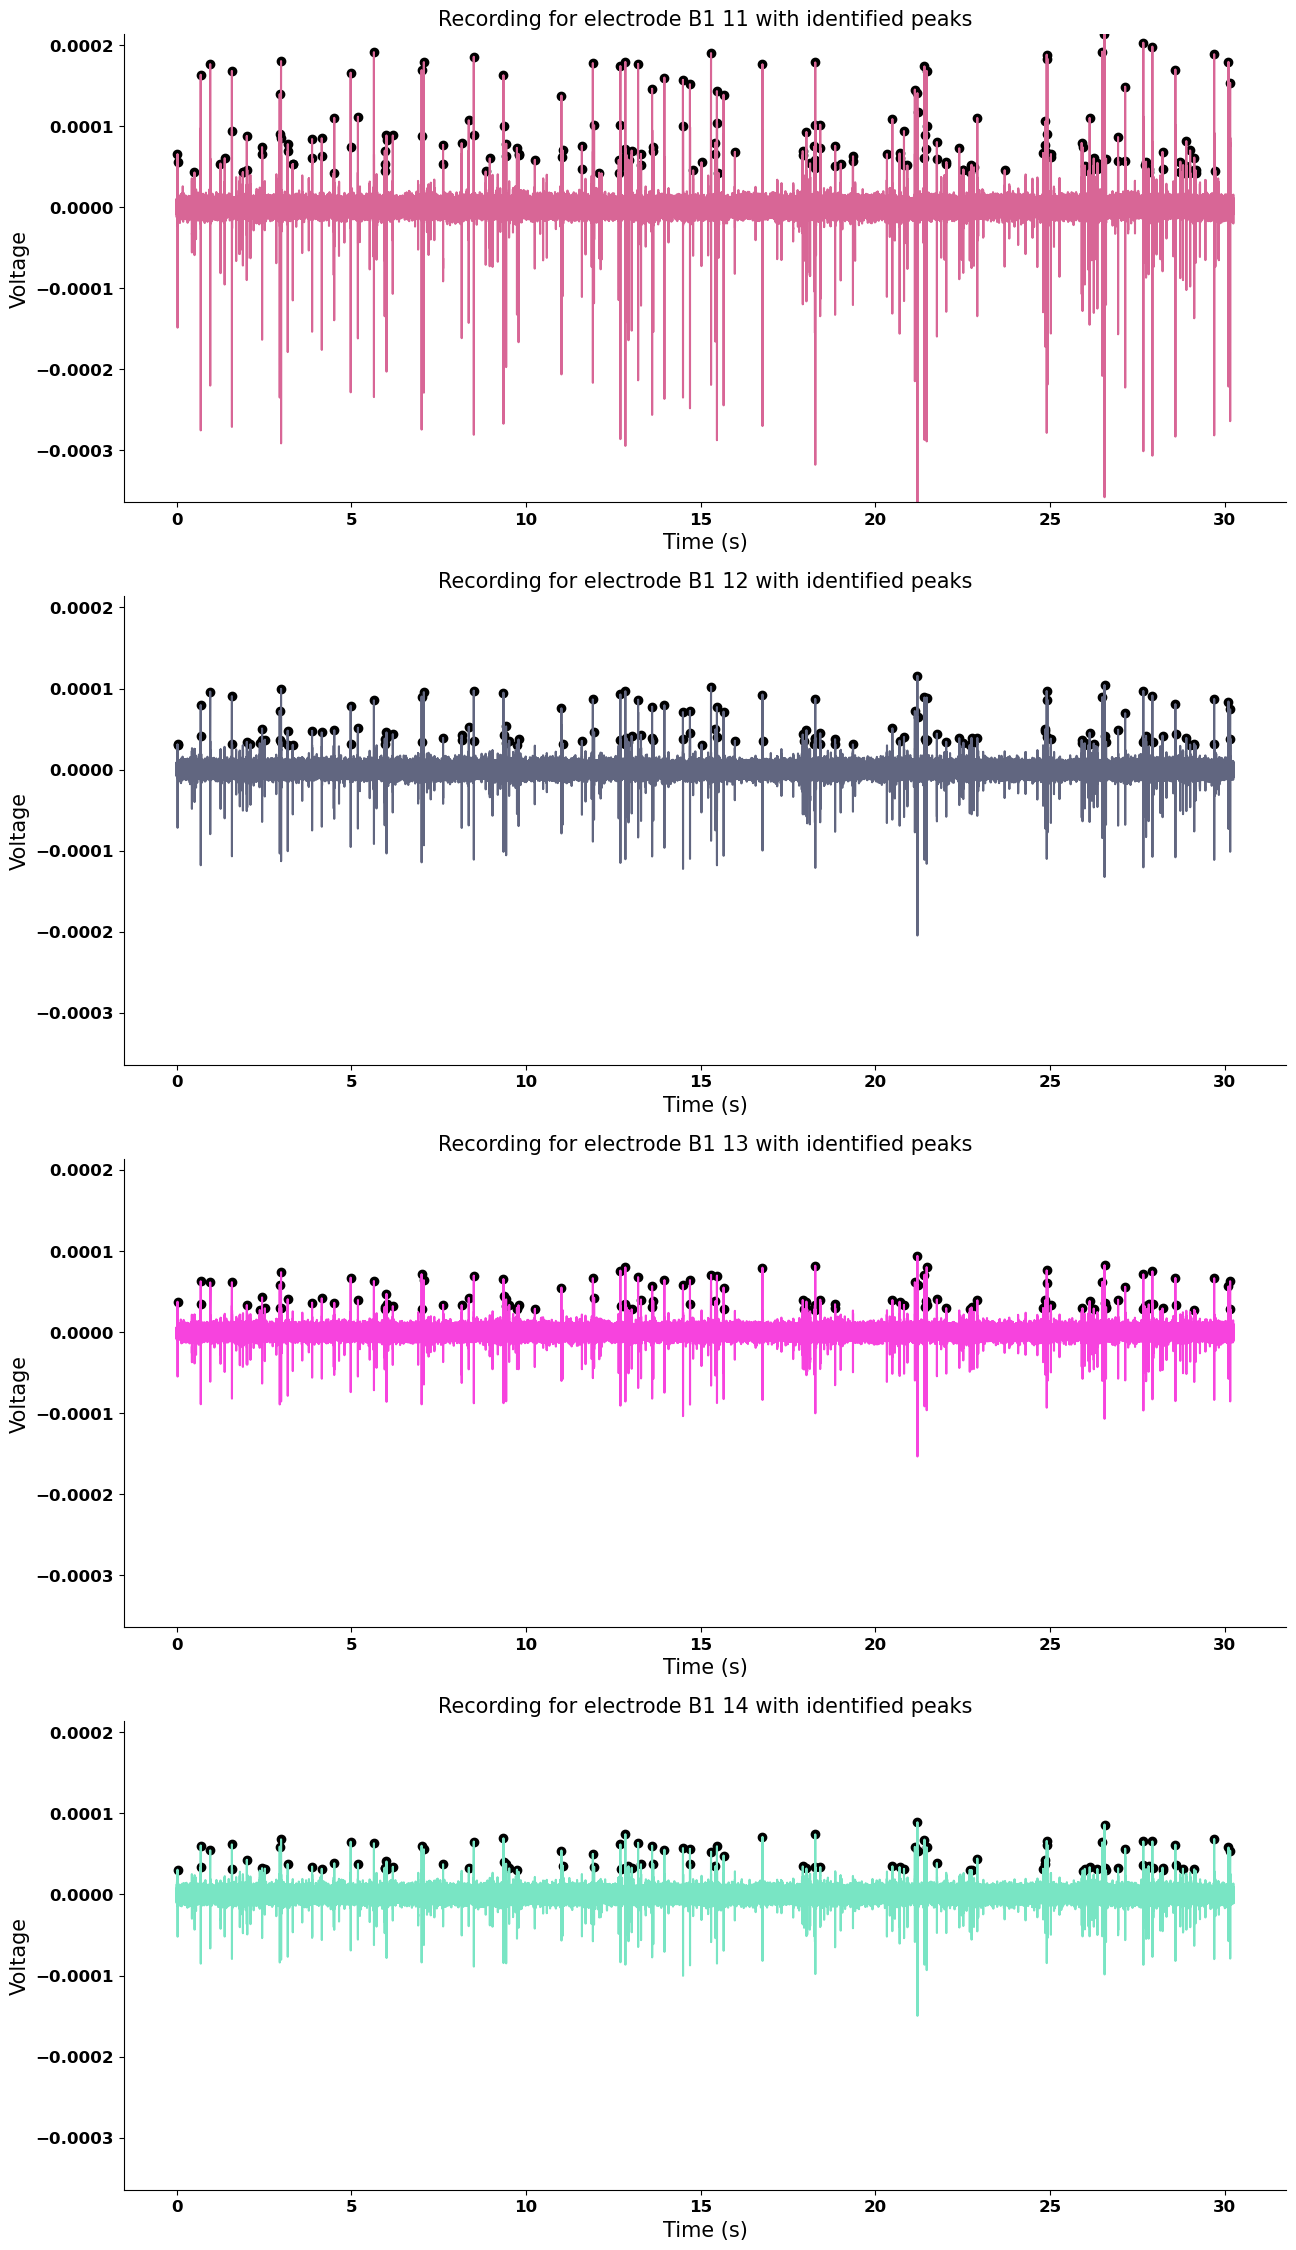 Recording for electrode B1 11 with identified peaks
0.0002
0.0001
0.0000
−0.0001
−0.0002
−0.0003
Voltage
0 5 10 15 20 25 30
Time (s)
Recording for electrode B1 12 with identified peaks
0.0002
0.0001
0.0000
−0.0001
−0.0002
−0.0003
Voltage
0 5 10 15 20 25 30
Time (s)
Recording for electrode B1 13 with identified peaks
0.0002
0.0001
0.0000
−0.0001
−0.0002
−0.0003
Voltage
0 5 10 15 20 25 30
Time (s)
Recording for electrode B1 14 with identified peaks
0.0002
0.0001
0.0000
−0.0001
−0.0002
−0.0003
Voltage
0 5 10 15 20 25 30
Time (s)